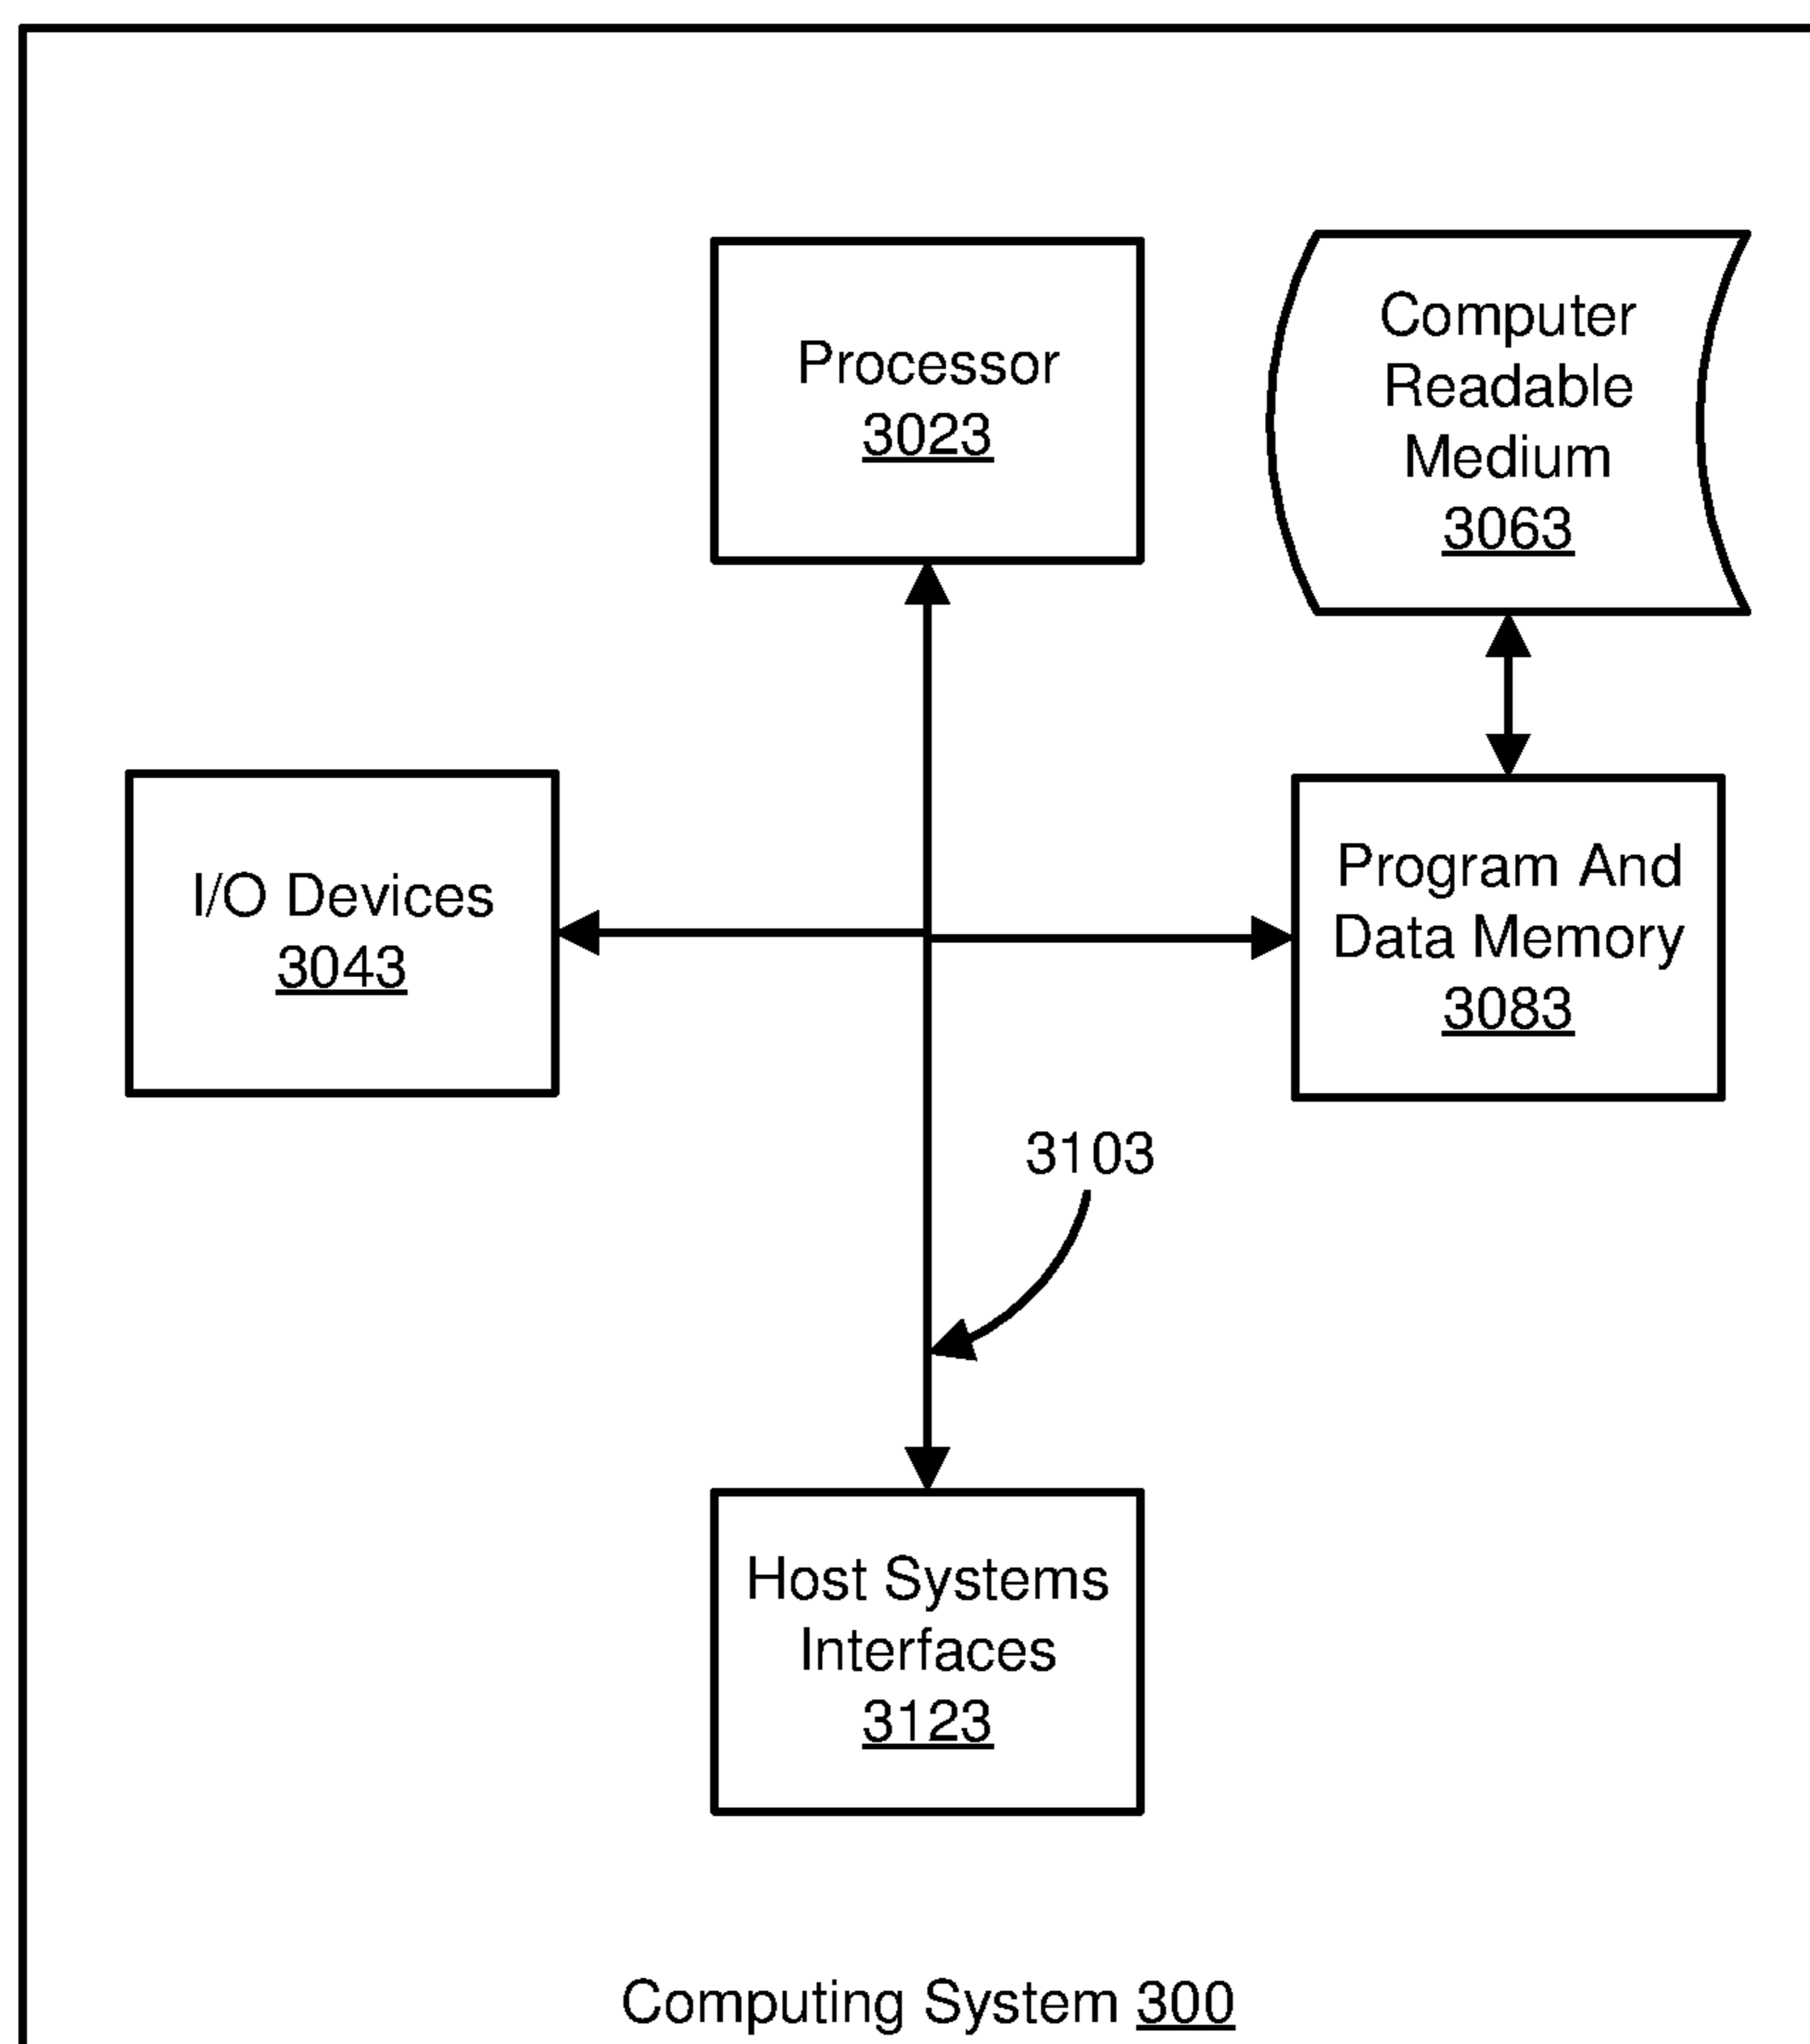 Processor
3023
Computer
Readable
Medium
3063
I/O Devices
3043
Program And
Data Memory
3083
3103
Host Systems
Interfaces
3123
Computing System 300